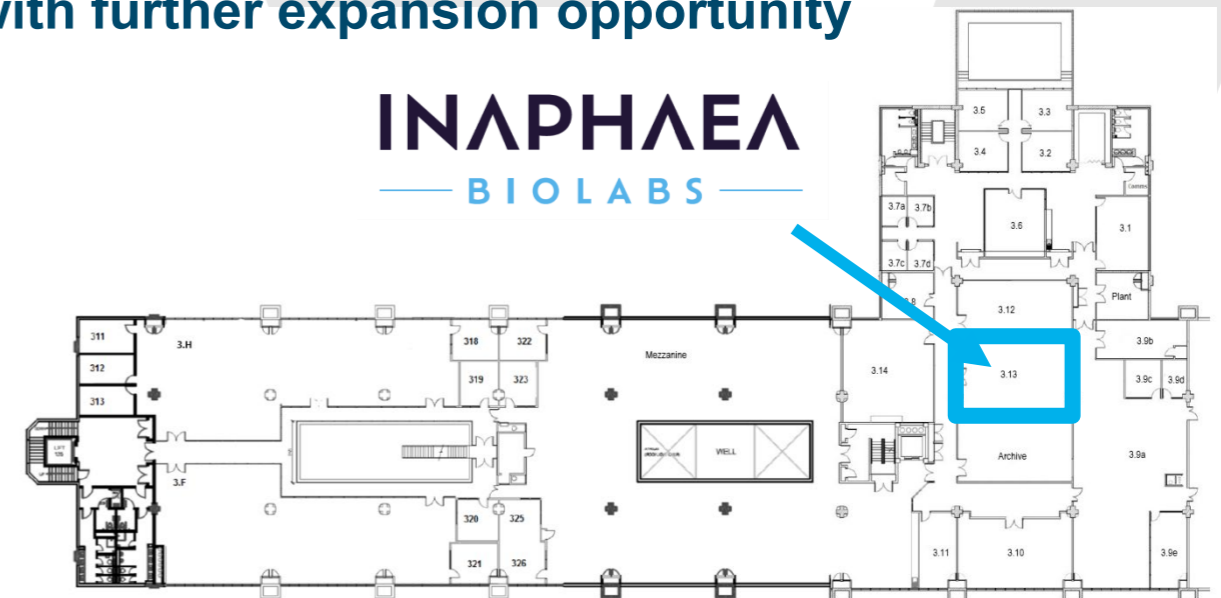 with further expansion opportunity
INAPHAEA
BIOLABS
3.5
3.3
3.4
3.2
3.7a
3.7b
3.6
3.1
3.7c
3.7d
Plant
3.12
311
3.H
318
322
Mezzanine
3.9b
312
319
323
3.14
3.13
3.9c
3.9d
313
WELL
Archive
3.9a
3.F
320
325
321
326
3.11
3.10
3.9e